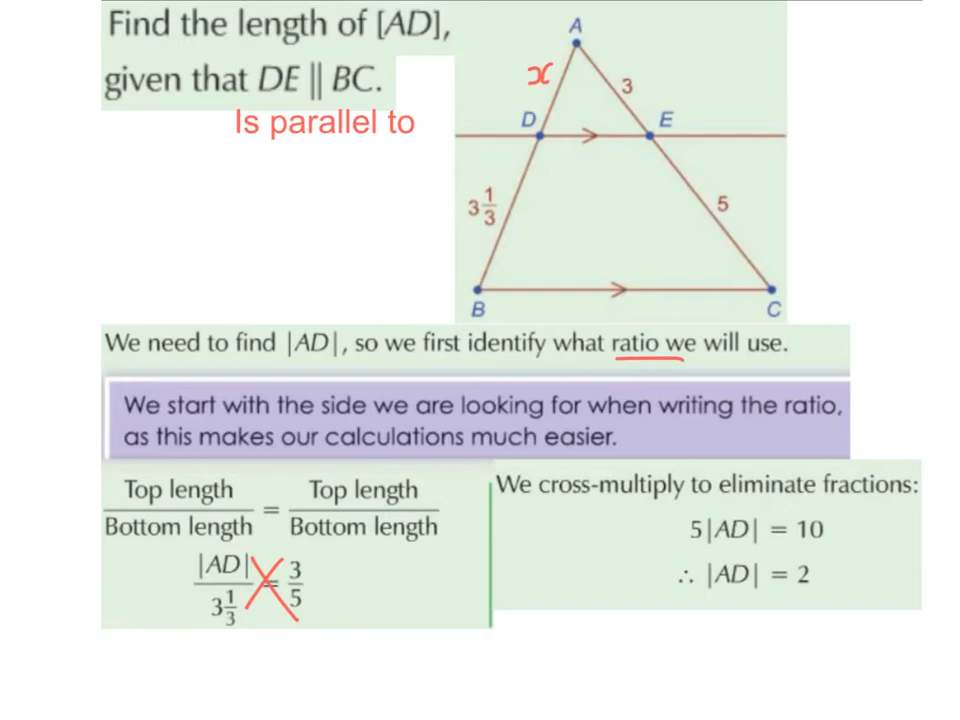 Find the length of [AD],
given that DE || BC.
Is parallel to
A
x
3
D
E
3 1/3
5
B
C
We need to find |AD|, so we first identify what ratio we will use.
We start with the side we are looking for when writing the ratio,
as this makes our calculations much easier.
Top length / Bottom length = Top length / Bottom length
|AD| / 3 1/3 = 3/5
We cross-multiply to eliminate fractions:
5|AD| = 10
∴ |AD| = 2